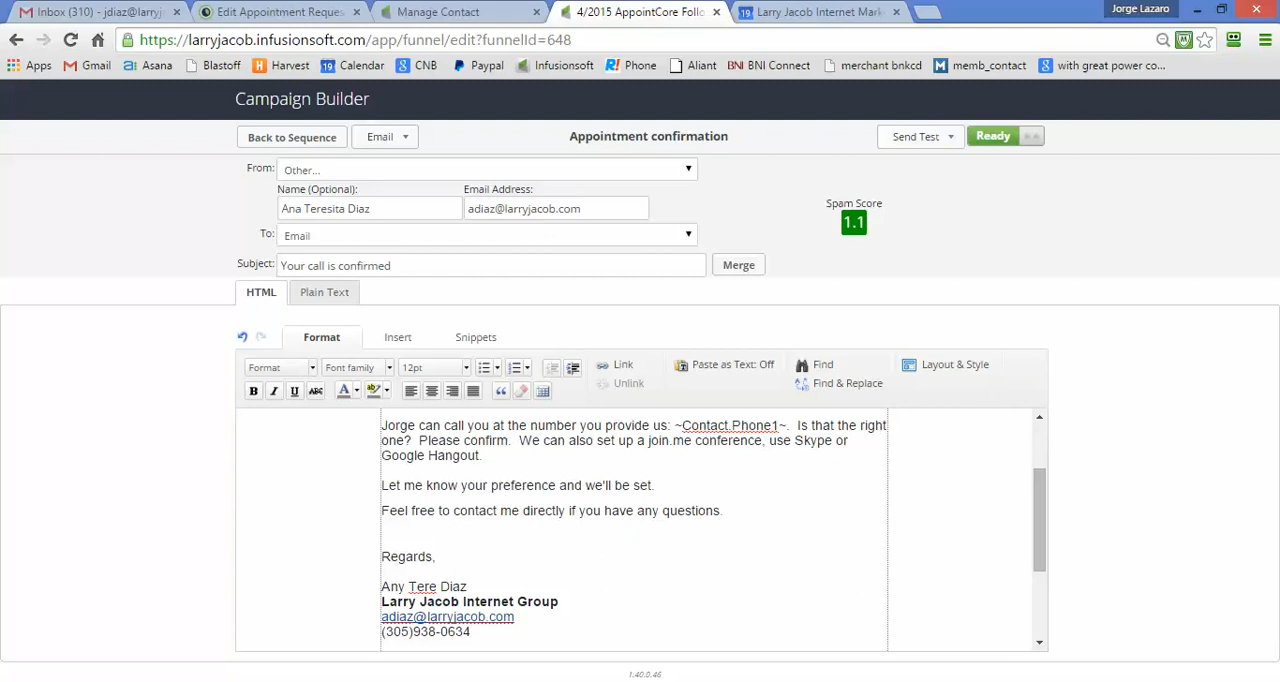 Inbox (310) - jdiaz@larryj
Edit Appointment Reques
Manage Contact
4/2015 AppointCore Follo
19 Larry Jacob Internet Mark
Jorge Lazaro
https://larryjacob.infusionsoft.com/app/funnel/edit?funnelId=648
Apps Gmail Asana Blastoff Harvest Calendar CNB Paypal Infusionsoft Phone Aliant BNI BNI Connect merchant bnkcd memb_contact with great power co...
Campaign Builder
Back to Sequence Email Appointment confirmation Send Test Ready
From: Other...
Name (Optional): Email Address:
Ana Teresita Diaz adiaz@larryjacob.com
Spam Score
1.1
To: Email
Subject: Your call is confirmed Merge
HTML Plain Text
Format Insert Snippets
Format Font family 12pt Link Paste as Text: Off Find Layout & Style
B I U ABC A ab Unlink Find & Replace
Jorge can call you at the number you provide us: ~Contact.Phone1~. Is that the right
one? Please confirm. We can also set up a join.me conference, use Skype or
Google Hangout.
Let me know your preference and we'll be set.
Feel free to contact me directly if you have any questions.
Regards,
Any Tere Diaz
Larry Jacob Internet Group
adiaz@larryjacob.com
(305)938-0634
1.40.0.46